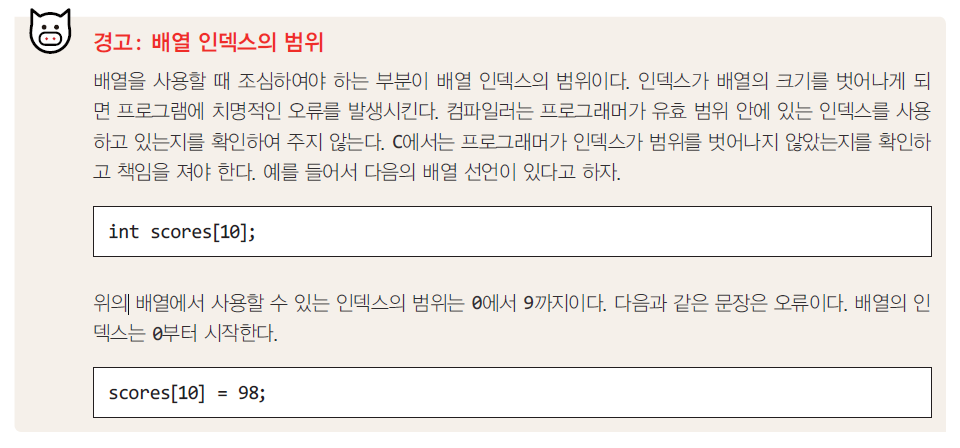 경고: 배열 인덱스의 범위
배열을 사용할 때 조심하여야 하는 부분이 배열 인덱스의 범위이다. 인덱스가 배열의 크기를 벗어나게 되
면 프로그램에 치명적인 오류를 발생시킨다. 컴파일러는 프로그래머가 유효 범위 안에 있는 인덱스를 사용
하고 있는지를 확인하여 주지 않는다. C에서는 프로그래머가 인덱스가 범위를 벗어나지 않았는지를 확인하
고 책임을 져야 한다. 예를 들어서 다음의 배열 선언이 있다고 하자.
int scores[10];
위의 배열에서 사용할 수 있는 인덱스의 범위는 0에서 9까지이다. 다음과 같은 문장은 오류이다. 배열의 인
덱스는 0부터 시작한다.
scores[10] = 98;